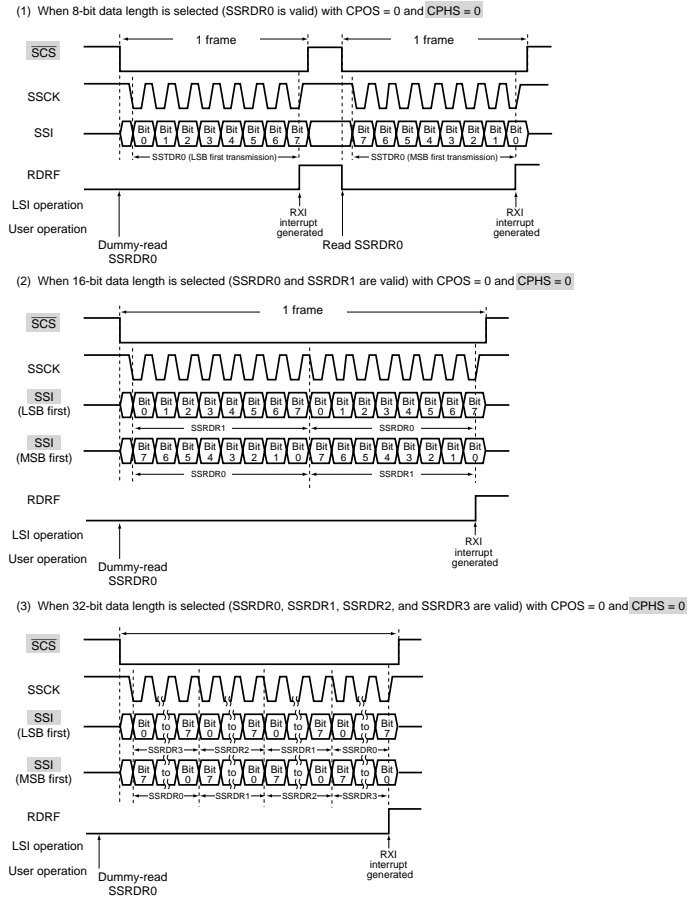 (1) When 8-bit data length is selected (SSRDR0 is valid) with CPOS = 0 and CPHS = 0
1 frame 1 frame
SCS
SSCK
SSI Bit 0 Bit 1 Bit 2 Bit 3 Bit 4 Bit 5 Bit 6 Bit 7 Bit 7 Bit 6 Bit 5 Bit 4 Bit 3 Bit 2 Bit 1 Bit 0
SSTDR0 (LSB first transmission) SSTDR0 (MSB first transmission)
RDRF
LSI operation
RXI interrupt generated RXI interrupt generated
User operation
Dummy-read SSRDR0 Read SSRDR0
(2) When 16-bit data length is selected (SSRDR0 and SSRDR1 are valid) with CPOS = 0 and CPHS = 0
1 frame
SCS
SSCK
SSI (LSB first) Bit 0 Bit 1 Bit 2 Bit 3 Bit 4 Bit 5 Bit 6 Bit 7 Bit 0 Bit 1 Bit 2 Bit 3 Bit 4 Bit 5 Bit 6 Bit 7
SSRDR1 SSRDR0
SSI (MSB first) Bit 7 Bit 6 Bit 5 Bit 4 Bit 3 Bit 2 Bit 1 Bit 0 Bit 7 Bit 6 Bit 5 Bit 4 Bit 3 Bit 2 Bit 1 Bit 0
SSRDR0 SSRDR1
RDRF
LSI operation
RXI interrupt generated
User operation
Dummy-read SSRDR0
(3) When 32-bit data length is selected (SSRDR0, SSRDR1, SSRDR2, and SSRDR3 are valid) with CPOS = 0 and CPHS = 0
SCS
SSCK
SSI (LSB first) Bit 0 to Bit 7 Bit 0 to Bit 7 Bit 0 to Bit 7 Bit 0 to Bit 7
SSRDR3 SSRDR2 SSRDR1 SSRDR0
SSI (MSB first) Bit 7 to Bit 0 Bit 7 to Bit 0 Bit 7 to Bit 0 Bit 7 to Bit 0
SSRDR0 SSRDR1 SSRDR2 SSRDR3
RDRF
LSI operation
RXI interrupt generated
User operation
Dummy-read SSRDR0